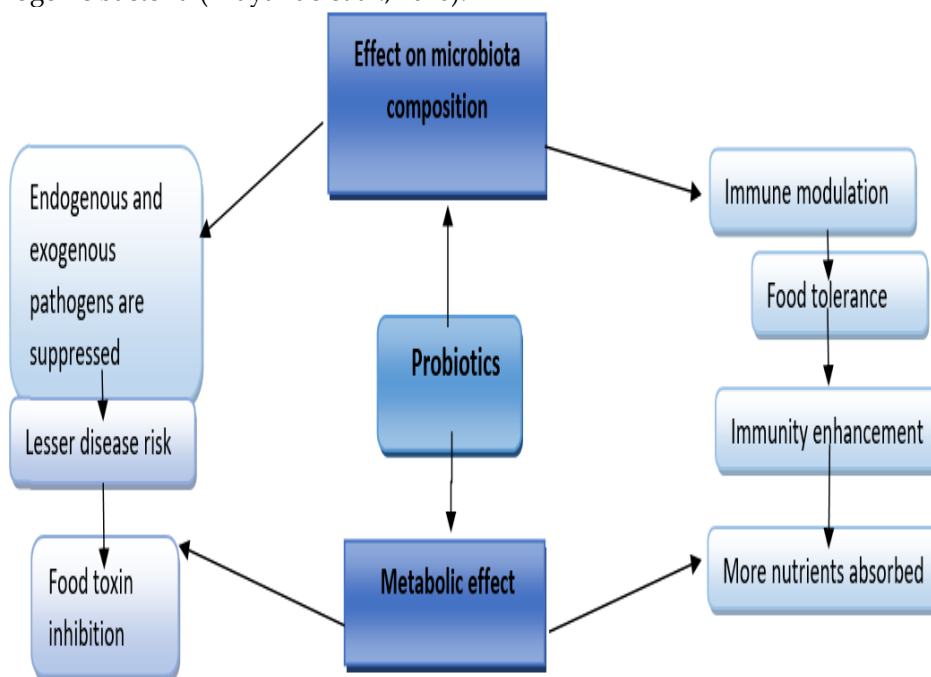 Effect on microbiota
composition
Endogenous and
exogenous
pathogens are
suppressed
Lesser disease risk
Food toxin
inhibition
Probiotics
Metabolic effect
Immune modulation
Food tolerance
Immunity enhancement
More nutrients absorbed